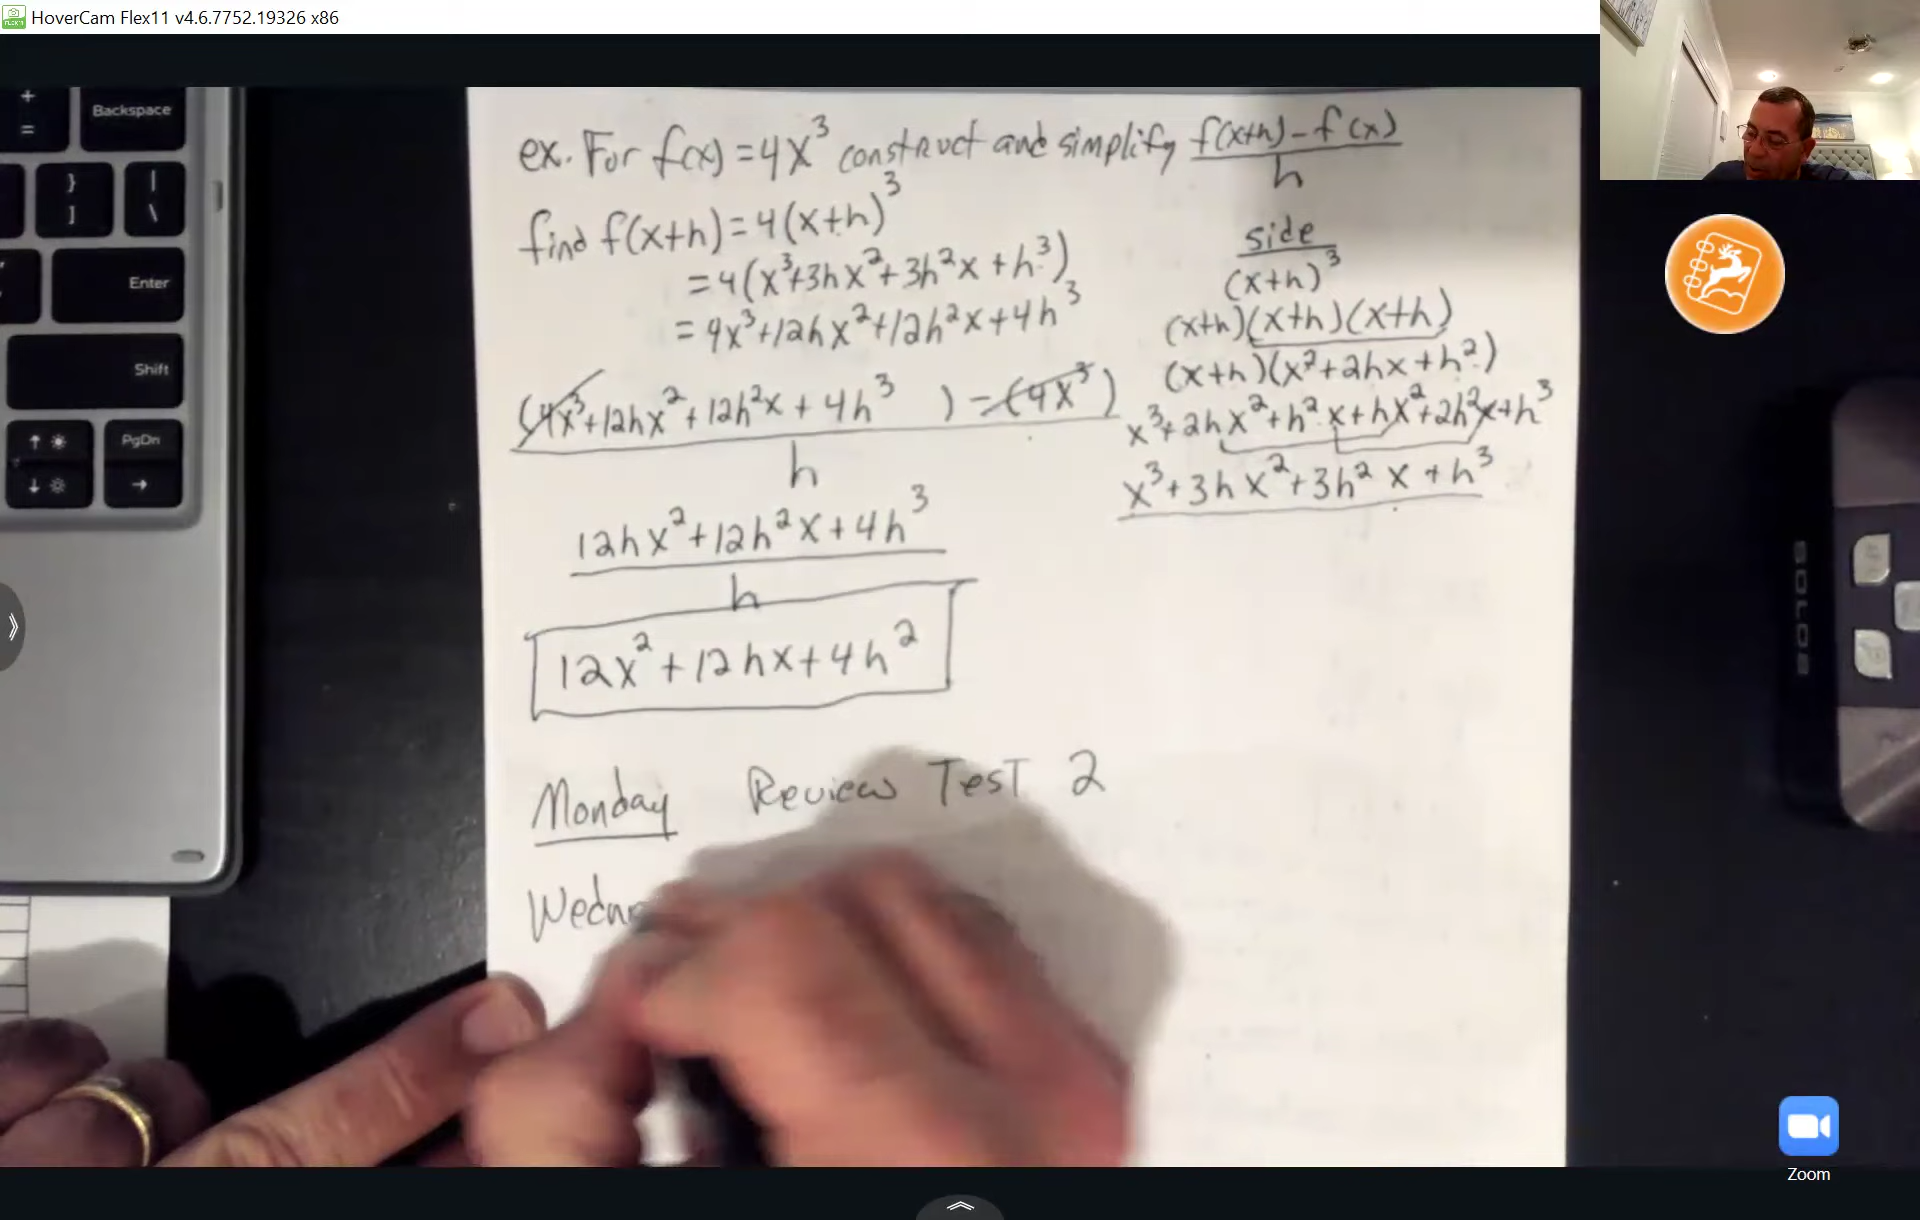 HoverCam Flex11 v4.6.7752.19326 x86
+
=
Backspace
}
]
|
\
Enter
Shift
PgDn
ex. For f(x) = 4x³ construct and simplify f(x+h) - f(x) / h
find f(x+h) = 4(x+h)³
= 4(x³+3hx²+3h²x+h³)
= 4x³+12hx²+12h²x+4h³
(4x³+12hx²+12h²x+4h³ ) - (4x³)
h
12hx²+12h²x+4h³
h
12x²+12hx+4h²
side
(x+h)³
(x+h)(x+h)(x+h)
(x+h)(x²+2hx+h²)
x³+2hx²+h²x+hx²+2h²x+h³
x³+3hx²+3h²x+h³
Monday Review Test 2
SOLO8
Zoom